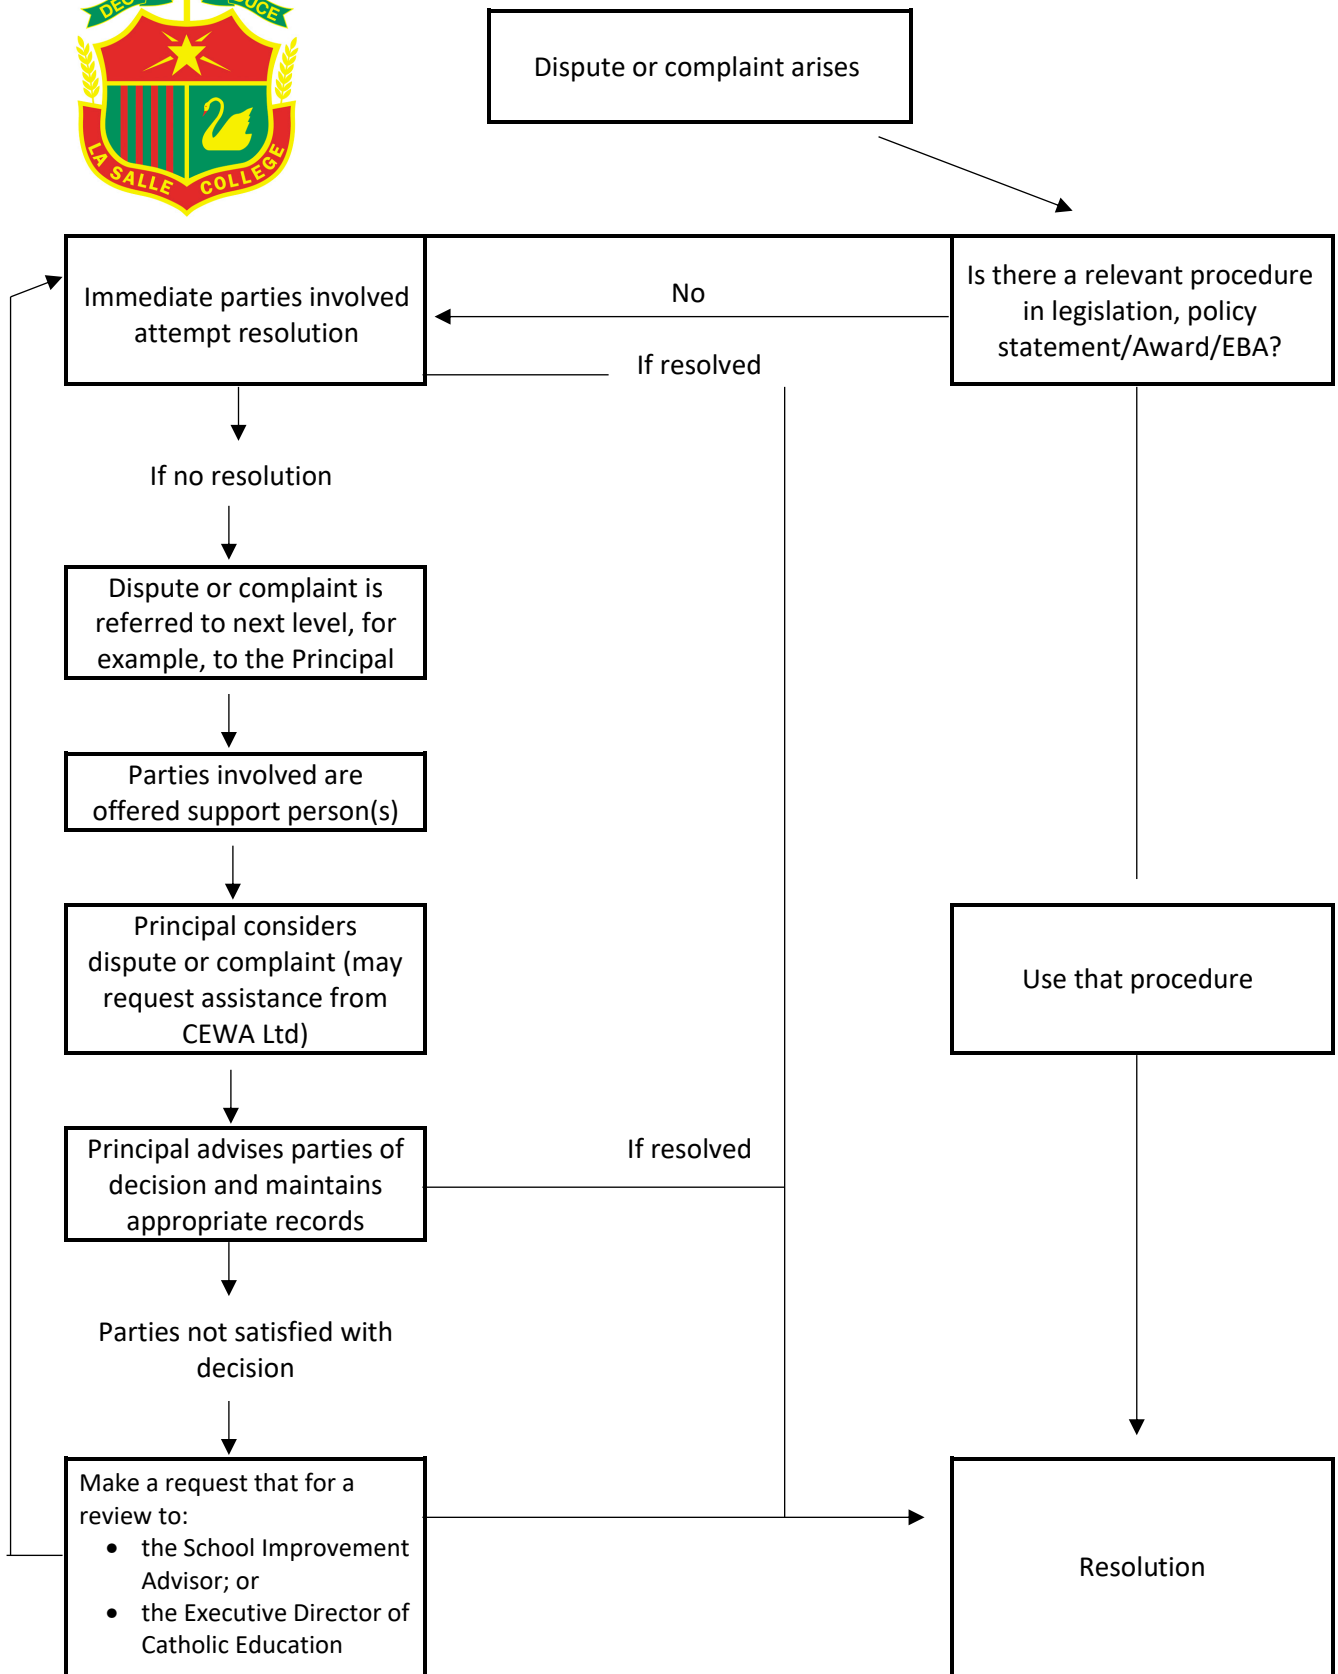 LA SALLE COLLEGE
Dispute or complaint arises
Immediate parties involved
attempt resolution
No
Is there a relevant procedure
in legislation, policy
statement/Award/EBA?
If resolved
If no resolution
Dispute or complaint is
referred to next level, for
example, to the Principal
Parties involved are
offered support person(s)
Principal considers
dispute or complaint (may
request assistance from
CEWA Ltd)
Use that procedure
Principal advises parties of
decision and maintains
appropriate records
If resolved
Parties not satisfied with
decision
Make a request that for a
review to:
• the School Improvement
Advisor; or
• the Executive Director of
Catholic Education
Resolution